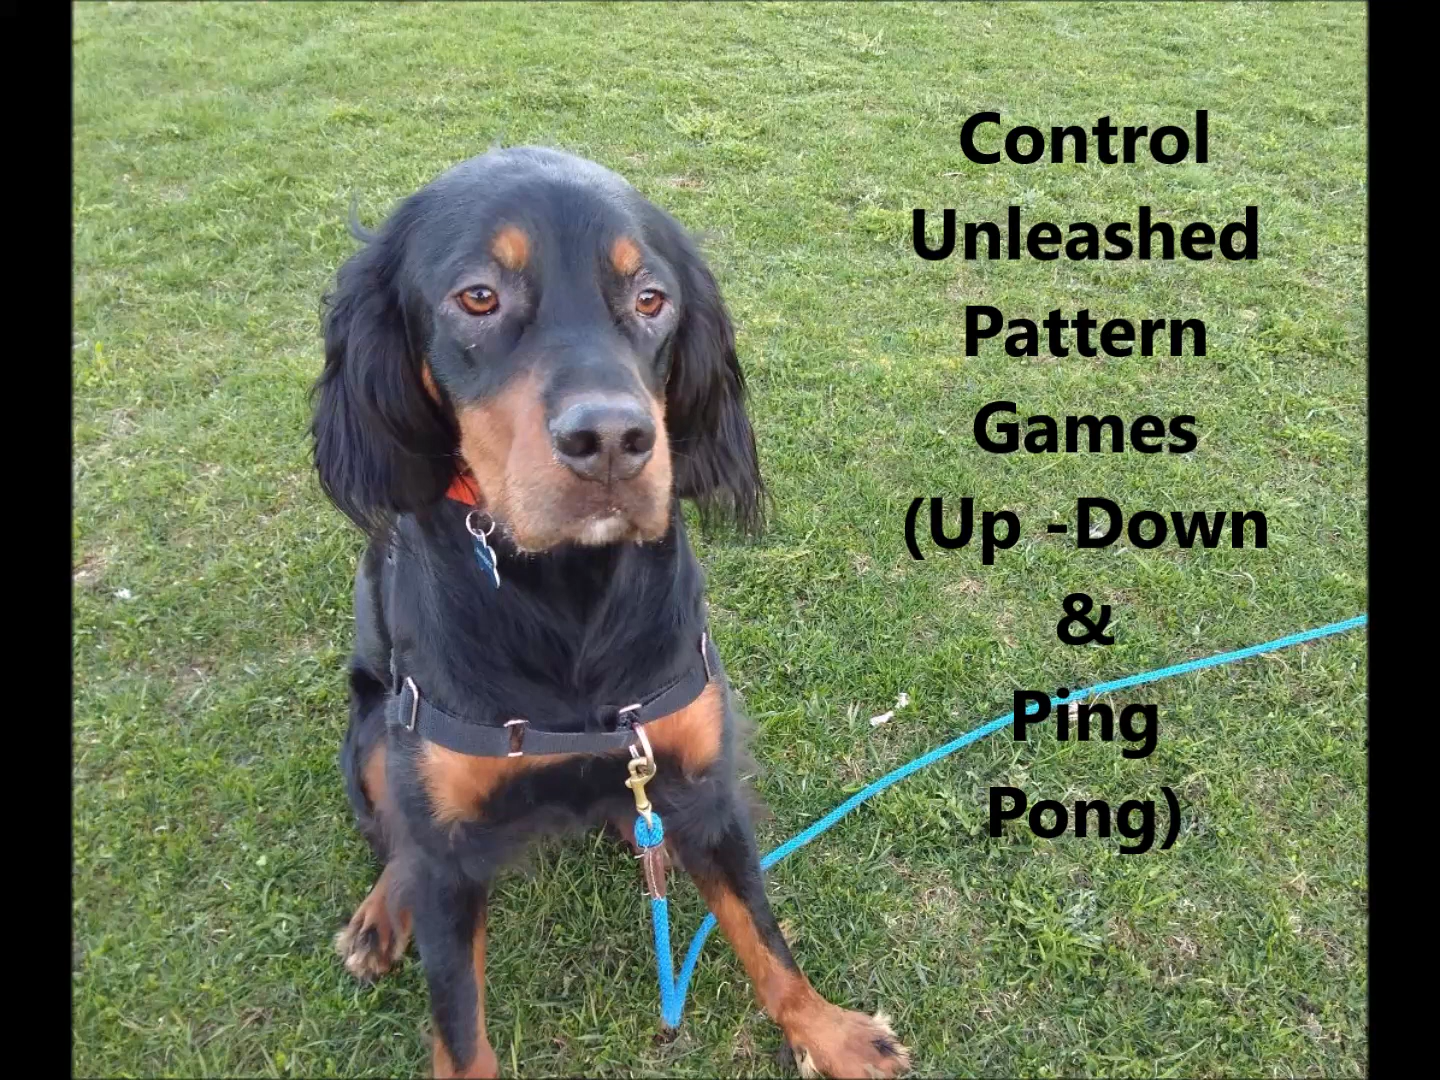 Control
Unleashed
Pattern
Games
(Up -Down
&
Ping
Pong)